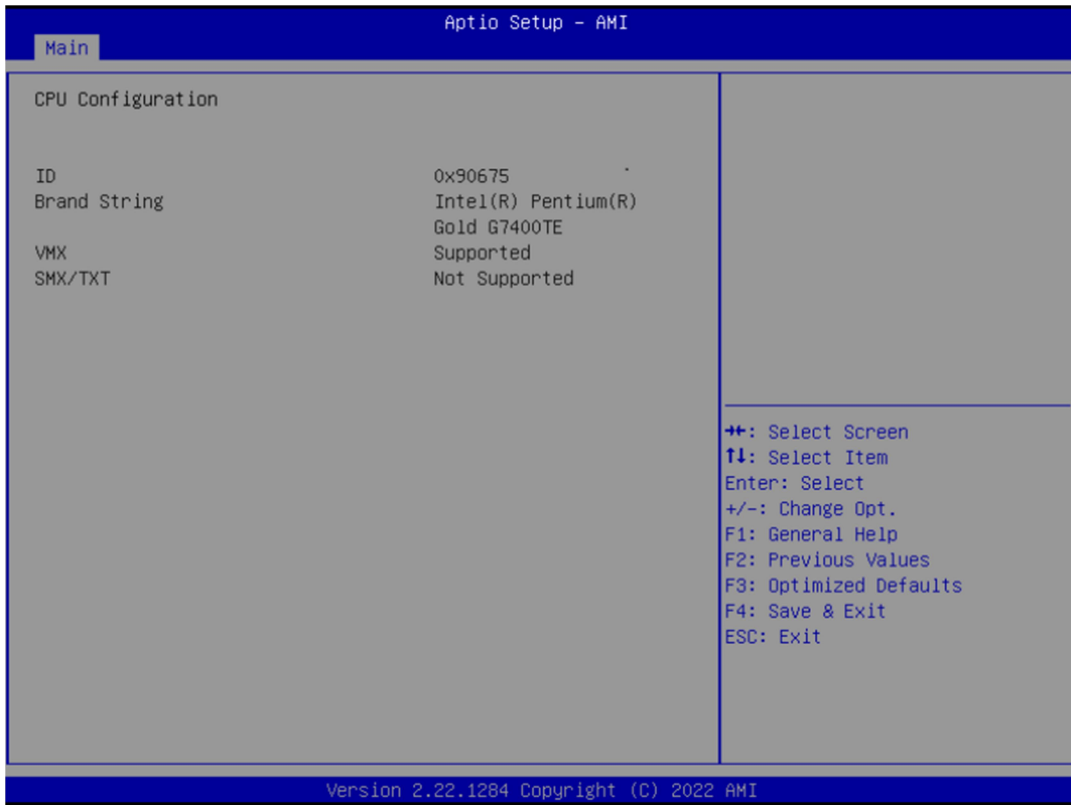 Aptio Setup – AMI
Main
CPU Configuration
ID 0x90675
Brand String Intel(R) Pentium(R)
Gold G7400TE
VMX Supported
SMX/TXT Not Supported
→←: Select Screen
↑↓: Select Item
Enter: Select
+/-: Change Opt.
F1: General Help
F2: Previous Values
F3: Optimized Defaults
F4: Save & Exit
ESC: Exit
Version 2.22.1284 Copyright (C) 2022 AMI